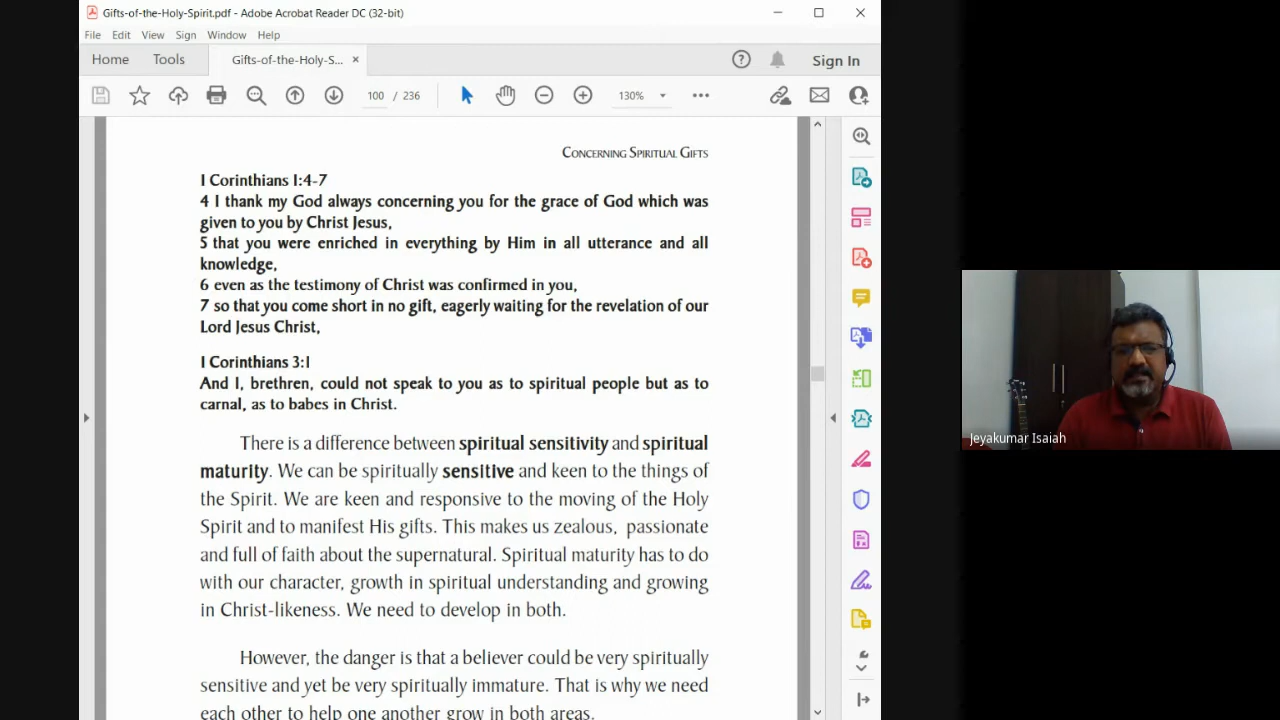 Gifts-of-the-Holy-Spirit.pdf - Adobe Acrobat Reader DC (32-bit)
File Edit View Sign Window Help
Home Tools Gifts-of-the-Holy-S... × Sign In
100 / 236 130%
CONCERNING SPIRITUAL GIFTS
1 Corinthians 1:4-7
4 I thank my God always concerning you for the grace of God which was
given to you by Christ Jesus,
5 that you were enriched in everything by Him in all utterance and all
knowledge,
6 even as the testimony of Christ was confirmed in you,
7 so that you come short in no gift, eagerly waiting for the revelation of our
Lord Jesus Christ,
1 Corinthians 3:1
And I, brethren, could not speak to you as to spiritual people but as to
carnal, as to babes in Christ.
There is a difference between spiritual sensitivity and spiritual
maturity. We can be spiritually sensitive and keen to the things of
the Spirit. We are keen and responsive to the moving of the Holy
Spirit and to manifest His gifts. This makes us zealous, passionate
and full of faith about the supernatural. Spiritual maturity has to do
with our character, growth in spiritual understanding and growing
in Christ-likeness. We need to develop in both.
However, the danger is that a believer could be very spiritually
sensitive and yet be very spiritually immature. That is why we need
each other to help one another grow in both areas.
Jeyakumar Isaiah